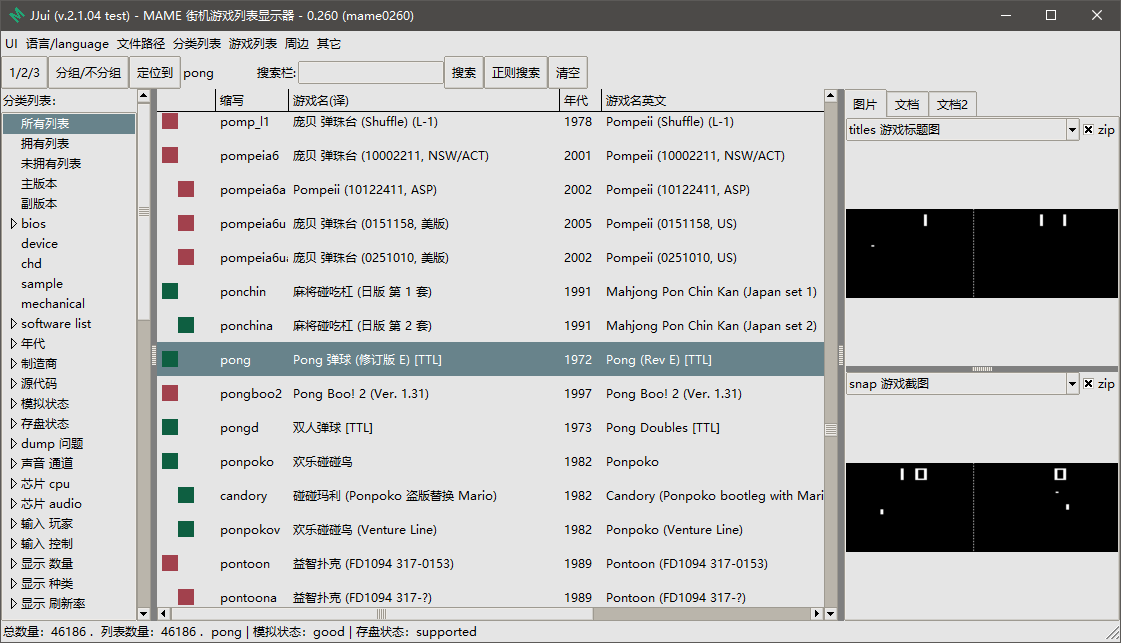 JJui (v.2.1.04 test) - MAME 街机游戏列表显示器 - 0.260 (mame0260)
UI 语言/language 文件路径 分类列表 游戏列表 周边 其它
1/2/3 分组/不分组 定位到 pong 搜索栏: 搜索 正则搜索 清空
分类列表:
所有列表
拥有列表
未拥有列表
主版本
副版本
bios
device
chd
sample
mechanical
software list
年代
制造商
源代码
模拟状态
存盘状态
dump 问题
声音 通道
芯片 cpu
芯片 audio
输入 玩家
输入 控制
显示 数量
显示 种类
显示 刷新率
缩写 游戏名(译) 年代 游戏名英文
pomp_l1 庞贝 弹珠台 (Shuffle) (L-1) 1978 Pompeii (Shuffle) (L-1)
pompeia6 庞贝 弹珠台 (10002211, NSW/ACT) 2001 Pompeii (10002211, NSW/ACT)
pompeia6a Pompeii (10122411, ASP) 2002 Pompeii (10122411, ASP)
pompeia6u 庞贝 弹珠台 (0151158, 美版) 2005 Pompeii (0151158, US)
pompeia6u 庞贝 弹珠台 (0251010, 美版) 2002 Pompeii (0251010, US)
ponchin 麻将碰吃杠 (日版 第 1 套) 1991 Mahjong Pon Chin Kan (Japan set 1)
ponchina 麻将碰吃杠 (日版 第 2 套) 1991 Mahjong Pon Chin Kan (Japan set 2)
pong Pong 弹球 (修订版 E) [TTL] 1972 Pong (Rev E) [TTL]
pongboo2 Pong Boo! 2 (Ver. 1.31) 1997 Pong Boo! 2 (Ver. 1.31)
pongd 双人弹球 [TTL] 1973 Pong Doubles [TTL]
ponpoko 欢乐碰碰鸟 1982 Ponpoko
candory 碰碰玛利 (Ponpoko 盗版替换 Mario) 1982 Candory (Ponpoko bootleg with Mari
ponpokov 欢乐碰碰鸟 (Venture Line) 1982 Ponpoko (Venture Line)
pontoon 益智扑克 (FD1094 317-0153) 1989 Pontoon (FD1094 317-0153)
pontoona 益智扑克 (FD1094 317-?) 1989 Pontoon (FD1094 317-?)
图片 文档 文档2
titles 游戏标题图 zip
1 11
snap 游戏截图 zip
10 0
总数量: 46186 . 列表数量: 46186 . pong | 模拟状态: good | 存盘状态: supported